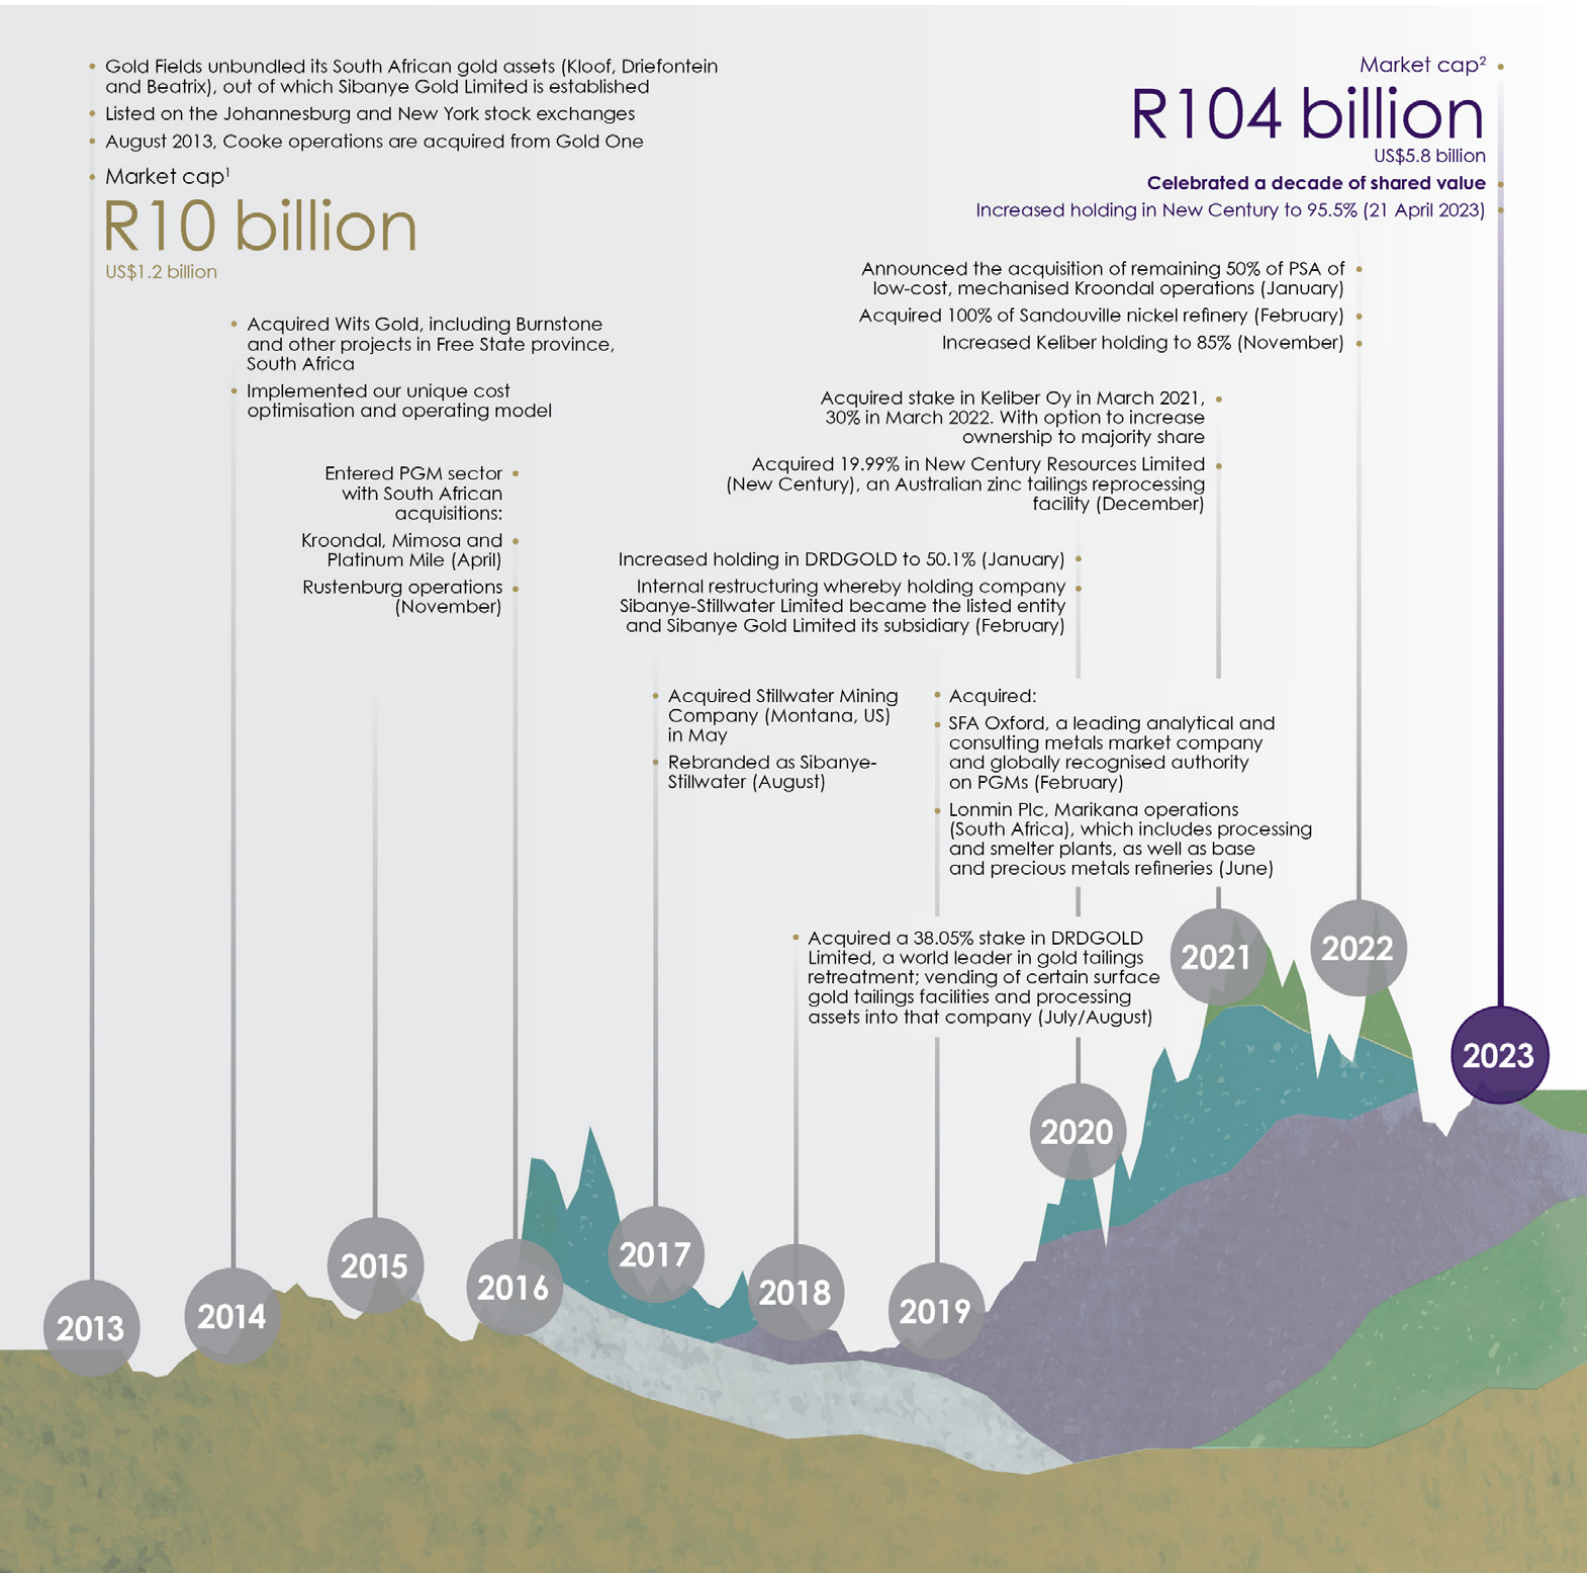 Gold Fields unbundled its South African gold assets (Kloof, Driefontein
and Beatrix), out of which Sibanye Gold Limited is established
Listed on the Johannesburg and New York stock exchanges
August 2013, Cooke operations are acquired from Gold One
Market cap¹
R10 billion
US$1.2 billion
Acquired Wits Gold, including Burnstone
and other projects in Free State province,
South Africa
Implemented our unique cost
optimisation and operating model
Entered PGM sector
with South African
acquisitions:
Kroondal, Mimosa and
Platinum Mile (April)
Rustenburg operations
(November)
Acquired Stillwater Mining
Company (Montana, US)
in May
Rebranded as Sibanye-
Stillwater (August)
Acquired a 38.05% stake in DRDGOLD
Limited, a world leader in gold tailings
retreatment; vending of certain surface
gold tailings facilities and processing
assets into that company (July/August)
Acquired:
SFA Oxford, a leading analytical and
consulting metals market company
and globally recognised authority
on PGMs (February)
Lonmin Plc, Marikana operations
(South Africa), which includes processing
and smelter plants, as well as base
and precious metals refineries (June)
Increased holding in DRDGOLD to 50.1% (January)
Internal restructuring whereby holding company
Sibanye-Stillwater Limited became the listed entity
and Sibanye Gold Limited its subsidiary (February)
Acquired stake in Keliber Oy in March 2021,
30% in March 2022. With option to increase
ownership to majority share
Acquired 19.99% in New Century Resources Limited
(New Century), an Australian zinc tailings reprocessing
facility (December)
Announced the acquisition of remaining 50% of PSA of
low-cost, mechanised Kroondal operations (January)
Acquired 100% of Sandouville nickel refinery (February)
Increased Keliber holding to 85% (November)
Market cap²
R104 billion
US$5.8 billion
Celebrated a decade of shared value
Increased holding in New Century to 95.5% (21 April 2023)
2013
2014
2015
2016
2017
2018
2019
2020
2021
2022
2023